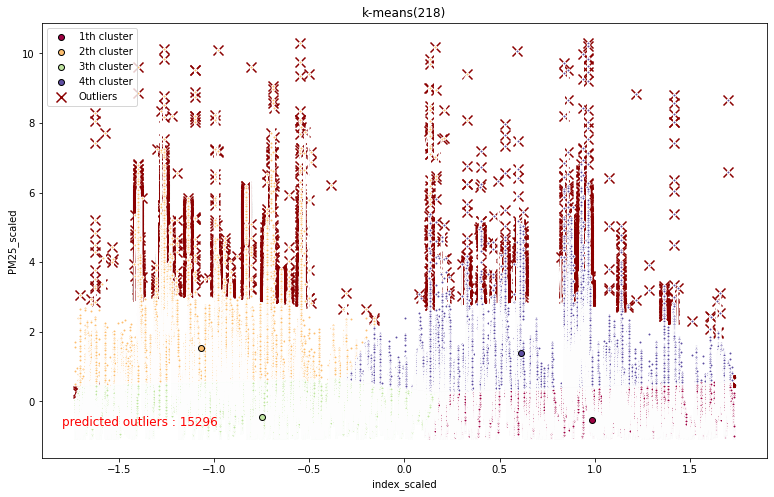 k-means(218)
1th cluster
2th cluster
3th cluster
4th cluster
Outliers
10
8
6
4
2
0
PM25_scaled
predicted outliers : 15296
−1.5
−1.0
−0.5
0.0
0.5
1.0
1.5
index_scaled